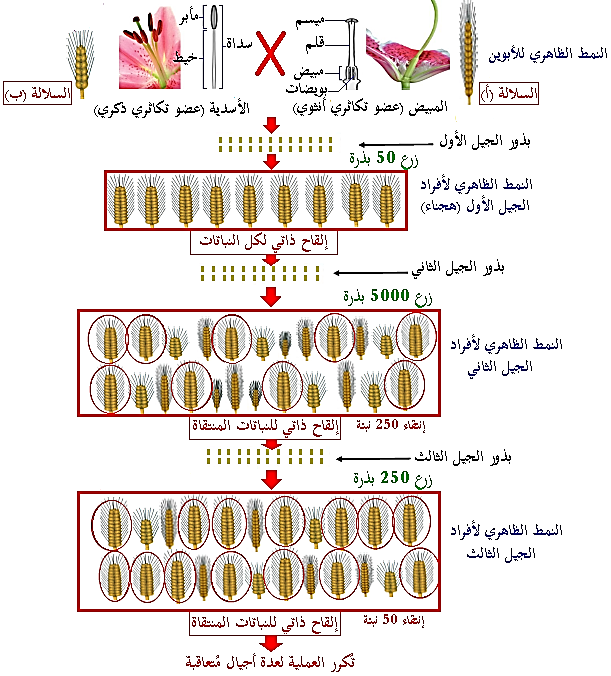 مأبر
سداة
خيط
ميسم
قلم
مبيض
بويضات
النمط الظاهري للأبوين
السلالة (أ)
السلالة (ب)
المبيض (عضو تكاثري أنثوي)
الأسدية (عضو تكاثري ذكري)
بذور الجيل الأول
زرع 50 بذرة
النمط الظاهري لأفراد
الجيل الأول (هجناء)
إلقاح ذاتي لكل النباتات
بذور الجيل الثاني
زرع 5000 بذرة
النمط الظاهري لأفراد
الجيل الثاني
إنتقاء 250 نبتة
إلقاح ذاتي للنباتات المنتقاة
بذور الجيل الثالث
زرع 250 بذرة
النمط الظاهري لأفراد
الجيل الثالث
إنتقاء 50 نبتة
إلقاح ذاتي للنباتات المنتقاة
تُكرر العملية لعدة أجيال مُتعاقبة